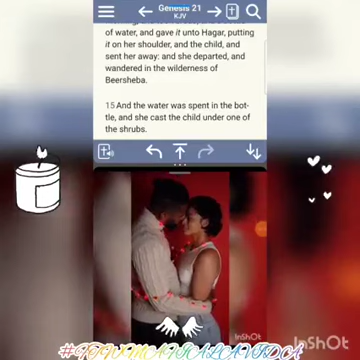 Genesis 21
KJV
of water, and gave it unto Hagar, putting
it on her shoulder, and the child, and
sent her away: and she departed, and
wandered in the wilderness of
Beersheba.
15 And the water was spent in the bot-
tle, and she cast the child under one of
the shrubs.
InShOt
InShOt